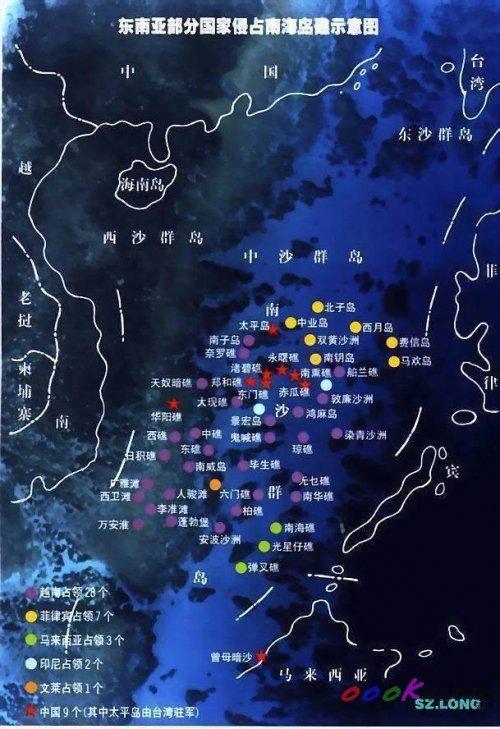 东南亚部分国家侵占南海岛礁示意图
中 国
台湾
东沙群岛
越
海南岛
西沙群岛
中沙群岛
菲
老挝
南
北子岛
太平岛
中业岛
西月岛
南子岛
双黄沙洲
费信岛
奈罗礁
永曙礁
南钥岛
马欢岛
渚碧礁
南熏礁
舶兰礁
柬埔寨
天奴暗礁
郑和礁
律
东门礁
赤瓜礁
敦廉沙洲
大现礁
南
华阳礁
沙
鸿麻岛
景宏岛
西礁
中礁
鬼喊礁
琼礁
染青沙洲
日积礁
东礁
宾
南威岛
毕生礁
广雅滩
无乜礁
西卫滩
人骏滩
六门礁
群
南华礁
李准滩
柏礁
万安淮
蓬勃堡
安波沙洲
南海礁
光星仔礁
岛
弹叉礁
越南占领28个
菲律宾占领7个
马来南亚占领3个
印尼占领2个
曾母暗沙
马来西亚
文莱占领1个
中国9个(其中太平岛由台湾驻军)
oooK
SZ.LONG